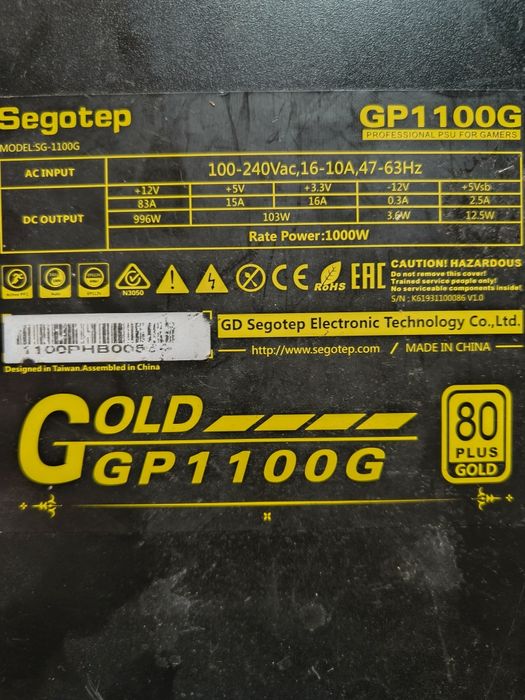 Segotep
GP1100G
PROFESSIONAL PSU FOR GAMERS
MODEL:SG-1100G
AC INPUT 100-240Vac,16-10A,47-63Hz
DC OUTPUT +12V +5V +3.3V -12V +5Vsb
83A 15A 16A 0.3A 2.5A
996W 103W 3.6W 12.5W
Rate Power:1000W
N3050
CE
RoHS
EAC
CAUTION! HAZARDOUS
Do not remove this cover!
Trained service people only!
No serviceable components inside!
S/N : K61931100086 V1.0
GD Segotep Electronic Technology Co.,Ltd.
http://www.segotep.com / MADE IN CHINA
Designed in Taiwan.Assembled in China
GOLD
GP1100G
80
PLUS
GOLD